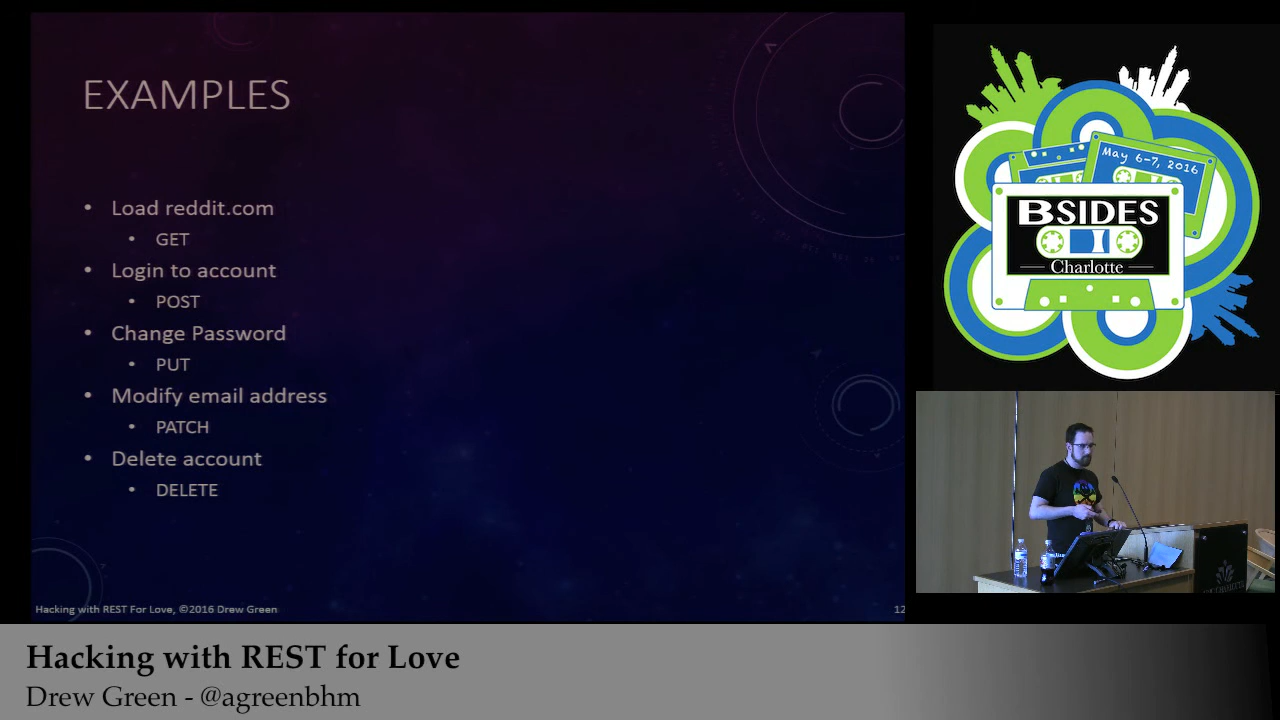 EXAMPLES
• Load reddit.com
• GET
• Login to account
• POST
• Change Password
• PUT
• Modify email address
• PATCH
• Delete account
• DELETE
Hacking with REST For Love, ©2016 Drew Green
12
May 6-7, 2016
BSIDES
Charlotte
Hacking with REST for Love
Drew Green - @agreenbhm